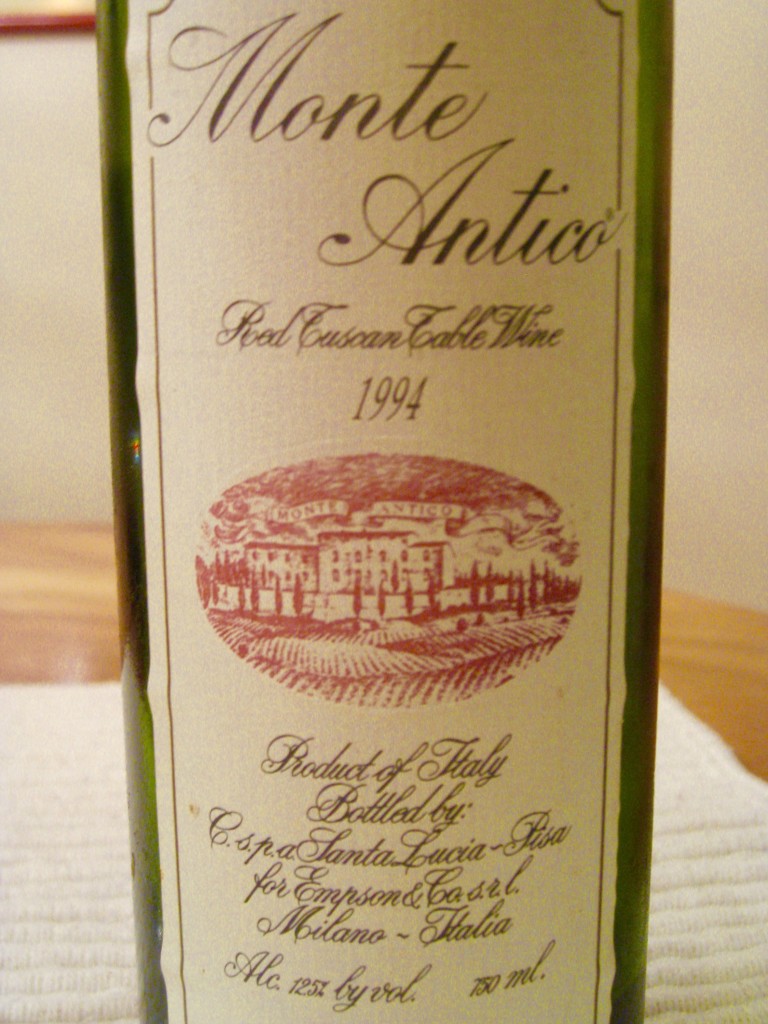 Monte
Antico®
Red Tuscan Table Wine
1994
MONTE ANTICO
Product of Italy
Bottled by:
C.s.p.a Santa Lucia - Pisa
for Empson & Co. s.r.l.
Milano ~ Italia
Alc. 12.5% by vol. 750 ml.